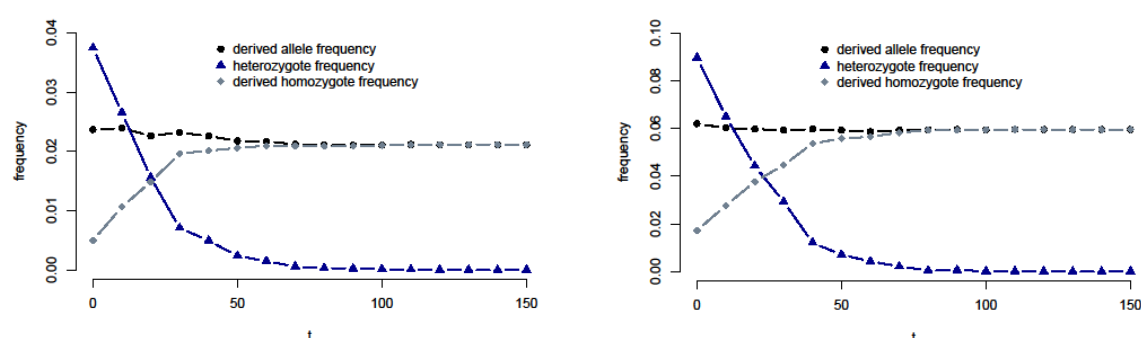 0.04
0.03
0.02
0.01
0.00
frequency
derived allele frequency
heterozygote frequency
derived homozygote frequency
0 50 100 150
t
0.10
0.08
0.06
0.04
0.02
0.00
frequency
derived allele frequency
heterozygote frequency
derived homozygote frequency
0 50 100 150
t